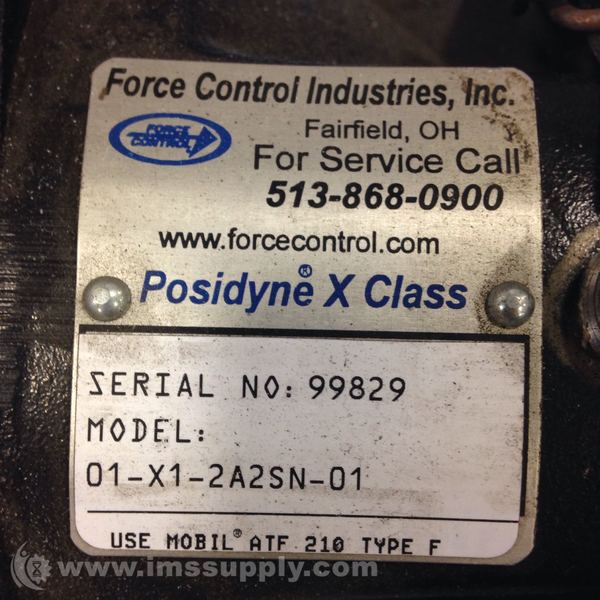 Force Control Industries, Inc.
FORCE
CONTROL
Fairfield, OH
For Service Call
513-868-0900
www.forcecontrol.com
Posidyne® X Class
SERIAL NO: 99829
MODEL:
01-X1-2A2SN-01
USE MOBIL® ATF 210 TYPE F
www.imssupply.com